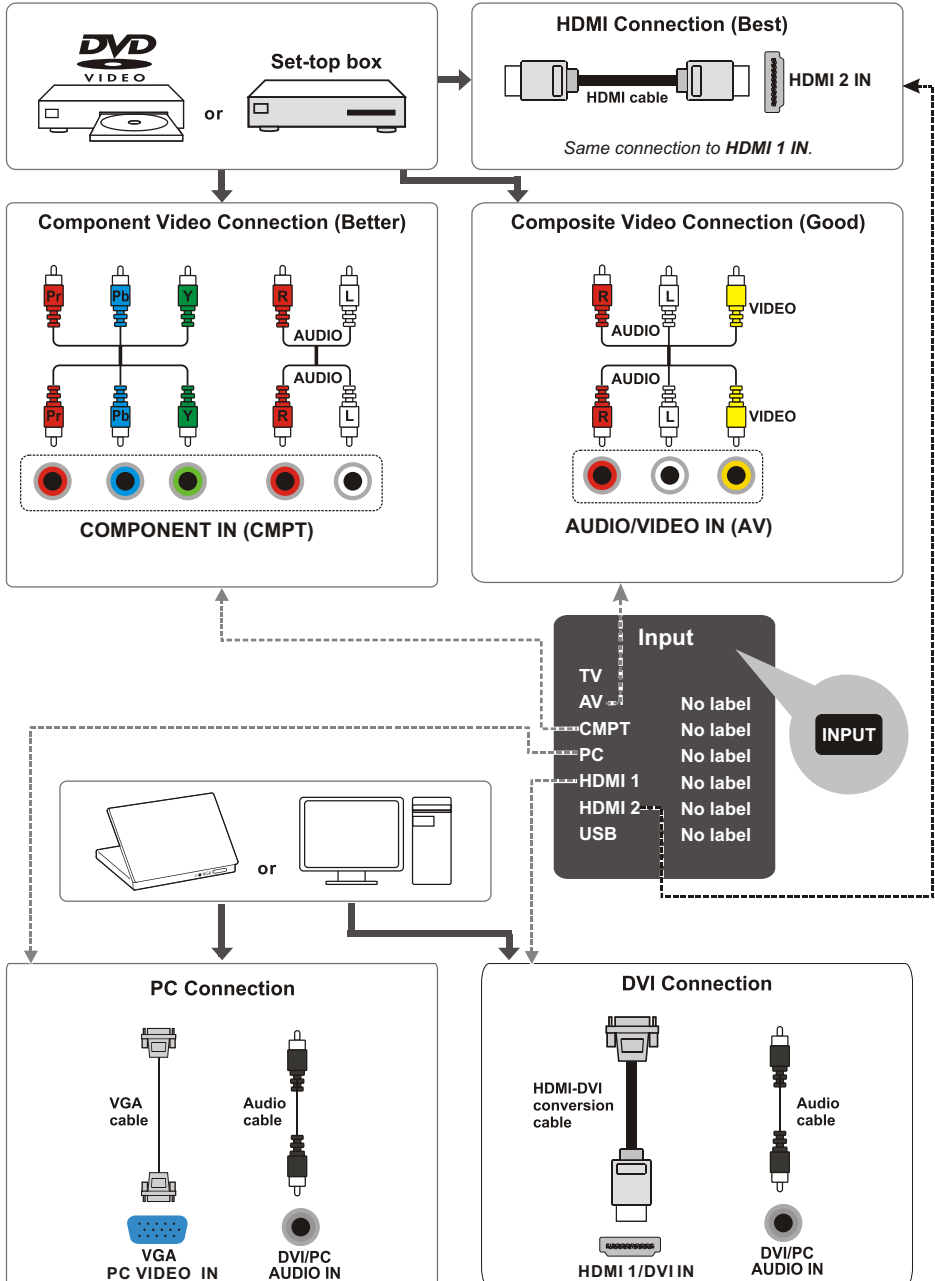 DVD
VIDEO
or
Set-top box
HDMI Connection (Best)
HDMI cable
HDMI 2 IN
Same connection to HDMI 1 IN.
Component Video Connection (Better)
Pr Pb Y R L
AUDIO
AUDIO
Pr Pb Y R L
COMPONENT IN (CMPT)
Composite Video Connection (Good)
R L VIDEO
AUDIO
AUDIO
R L VIDEO
AUDIO/VIDEO IN (AV)
Input
TV
AV No label
CMPT No label
PC No label
HDMI 1 No label
HDMI 2 No label
USB No label
INPUT
or
PC Connection
VGA
cable
Audio
cable
VGA
PC VIDEO IN
DVI/PC
AUDIO IN
DVI Connection
HDMI-DVI
conversion
cable
Audio
cable
HDMI 1/DVI IN
DVI/PC
AUDIO IN